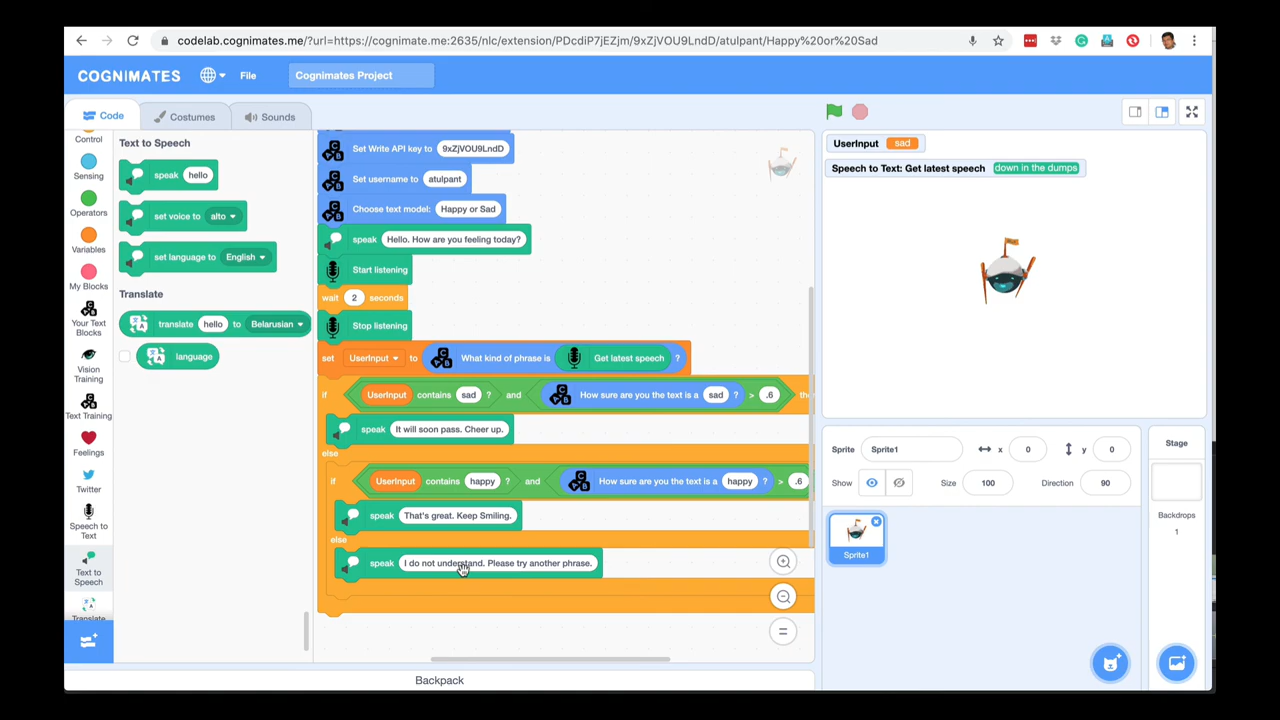 codelab.cognimates.me/?url=https://cognimate.me:2635/nlc/extension/PDcdiP7jEZjm/9xZjVOU9LndD/atulpant/Happy%20or%20Sad
COGNIMATES File Cognimates Project
Code Costumes Sounds
Control
Sensing
Operators
Variables
My Blocks
Your Text
Blocks
Vision
Training
Text Training
Feelings
Twitter
Speech to
Text
Text to
Speech
Translate
Text to Speech
speak hello
set voice to alto
set language to English
Translate
translate hello to Belarusian
language
Set Write API key to 9xZjVOU9LndD
Set username to atulpant
Choose text model: Happy or Sad
speak Hello. How are you feeling today?
Start listening
wait 2 seconds
Stop listening
set UserInput to What kind of phrase is Get latest speech ?
if UserInput contains sad ? and How sure are you the text is a sad ? > .6 the
speak It will soon pass. Cheer up.
else
if UserInput contains happy ? and How sure are you the text is a happy ? > .6
speak That's great. Keep Smiling.
else
speak I do not understand. Please try another phrase.
Backpack
UserInput sad
Speech to Text: Get latest speech down in the dumps
Sprite Sprite1 x 0 y 0
Show Size 100 Direction 90
Sprite1
Stage
Backdrops
1